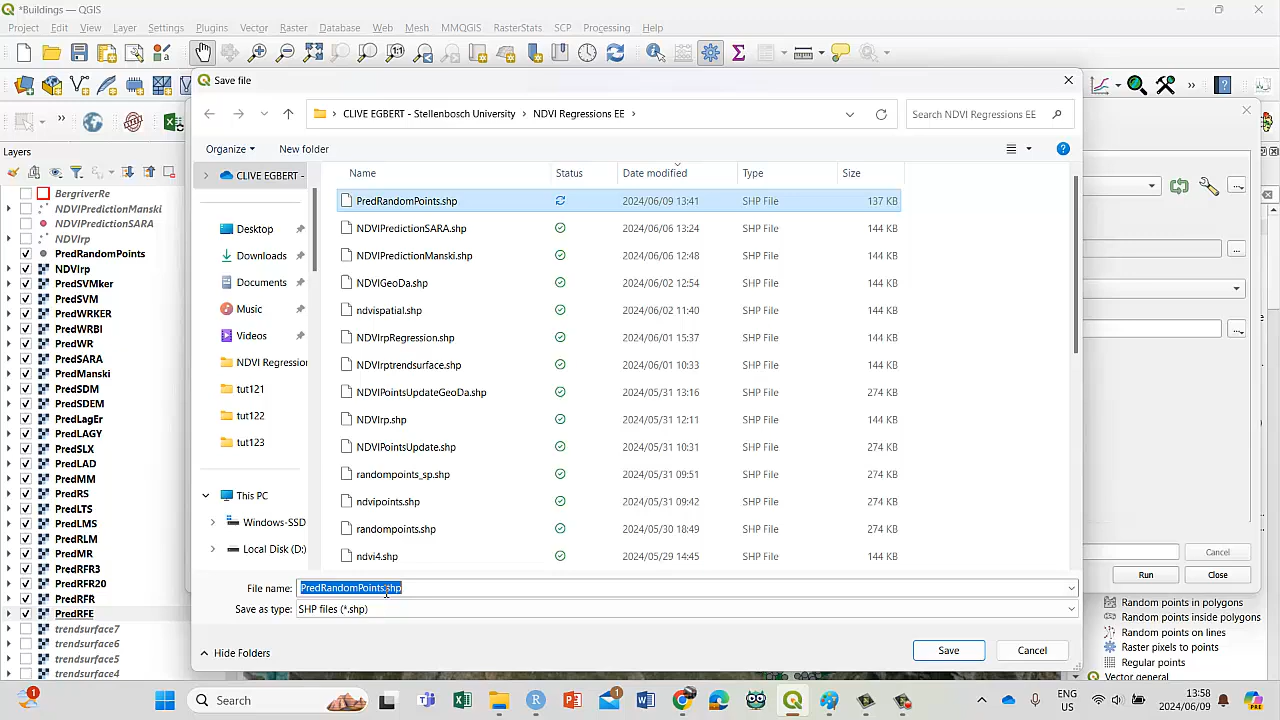 *Buildings — QGIS
Project Edit View Layer Settings Plugins Vector Raster Database Web Mesh MMQGIS RasterStats SCP Processing Help
Save file
CLIVE EGBERT - Stellenbosch University > NDVI Regressions EE >
Search NDVI Regressions EE
Organize New folder
Layers
BergriverRe
NDVIPredictionManski
NDVIPredictionSARA
NDVIrp
PredRandomPoints
NDVIrp
PredSVMker
PredSVM
PredWRKER
PredWRBI
PredWR
PredSARA
PredManski
PredSDM
PredSDEM
PredLagEr
PredLAGY
PredSLX
PredLAD
PredMM
PredRS
PredLTS
PredLMS
PredRLM
PredMR
PredRFR3
PredRFR20
PredRFR
PredRFE
trendsurface7
trendsurface6
trendsurface5
trendsurface4
CLIVE EGBERT -
Desktop
Downloads
Documents
Music
Videos
NDVI Regression
tut121
tut122
tut123
This PC
Windows-SSD
Local Disk (D:)
Name Status Date modified Type Size
PredRandomPoints.shp 2024/06/09 13:41 SHP File 137 KB
NDVIPredictionSARA.shp 2024/06/06 13:24 SHP File 144 KB
NDVIPredictionManski.shp 2024/06/06 12:48 SHP File 144 KB
NDVIGeoDa.shp 2024/06/02 12:54 SHP File 144 KB
ndvispatial.shp 2024/06/02 11:40 SHP File 144 KB
NDVIrpRegression.shp 2024/06/01 15:37 SHP File 144 KB
NDVIrptrendsurface.shp 2024/06/01 10:33 SHP File 144 KB
NDVIPointsUpdateGeoDa.shp 2024/05/31 13:16 SHP File 274 KB
NDVIrp.shp 2024/05/31 12:11 SHP File 144 KB
NDVIPointsUpdate.shp 2024/05/31 10:31 SHP File 274 KB
randompoints_sp.shp 2024/05/31 09:51 SHP File 274 KB
ndvipoints.shp 2024/05/31 09:42 SHP File 274 KB
randompoints.shp 2024/05/30 18:49 SHP File 274 KB
ndvi4.shp 2024/05/29 14:45 SHP File 144 KB
File name: PredRandomPoints.shp
Save as type: SHP files (*.shp)
Hide Folders Save Cancel
Cancel
Run Close
Random points in polygons
Random points inside polygons
Random points on lines
Raster pixels to points
Regular points
Vector general
1 Search
1
ENG
US
13:58
2024/06/09